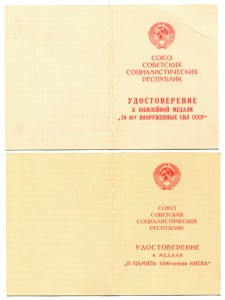 СОЮЗ
СОВЕТСКИХ
СОЦИАЛИСТИЧЕСКИХ
РЕСПУБЛИК
УДОСТОВЕРЕНИЕ
К ЮБИЛЕЙНОЙ МЕДАЛИ
„70 ЛЕТ ВООРУЖЕННЫХ СИЛ СССР“
СОЮЗ
СОВЕТСКИХ
СОЦИАЛИСТИЧЕСКИХ
РЕСПУБЛИК
УДОСТОВЕРЕНИЕ
К МЕДАЛИ
„В ПАМЯТЬ 1500-летия КИЕВА“